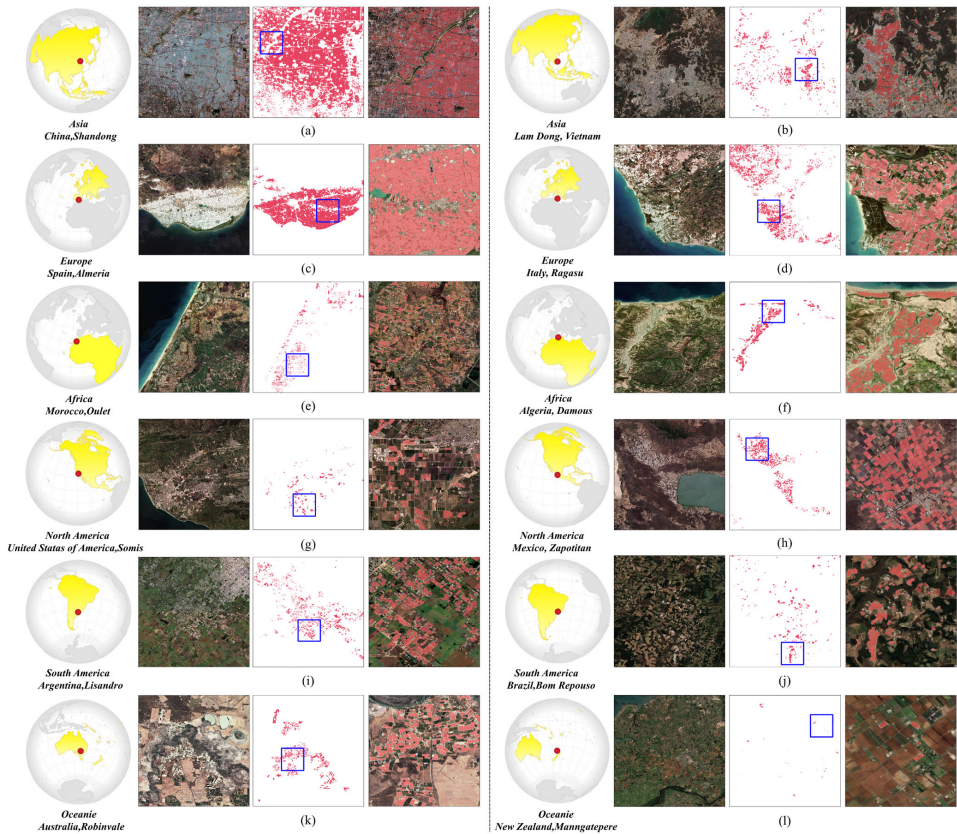 Asia
China,Shandong
(a)
Asia
Lam Dong, Vietnam
(b)
Europe
Spain,Almeria
(c)
Europe
Italy, Ragasu
(d)
Africa
Morocco,Oulet
(e)
Africa
Algeria, Damous
(f)
North America
United Statas of America,Somis
(g)
North America
Mexico, Zapotitan
(h)
South America
Argentina,Lisandro
(i)
South America
Brazil,Bom Repouso
(j)
Oceanie
Australia,Robinvale
(k)
Oceanie
New Zealand,Manngatepere
(l)